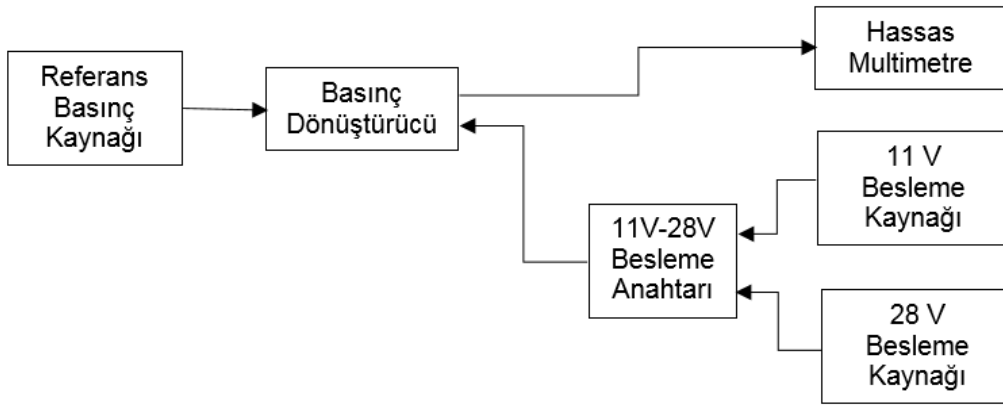 Referans
Basınç
Kaynağı
Basınç
Dönüştürücü
Hassas
Multimetre
11 V
Besleme
Kaynağı
11V-28V
Besleme
Anahtarı
28 V
Besleme
Kaynağı